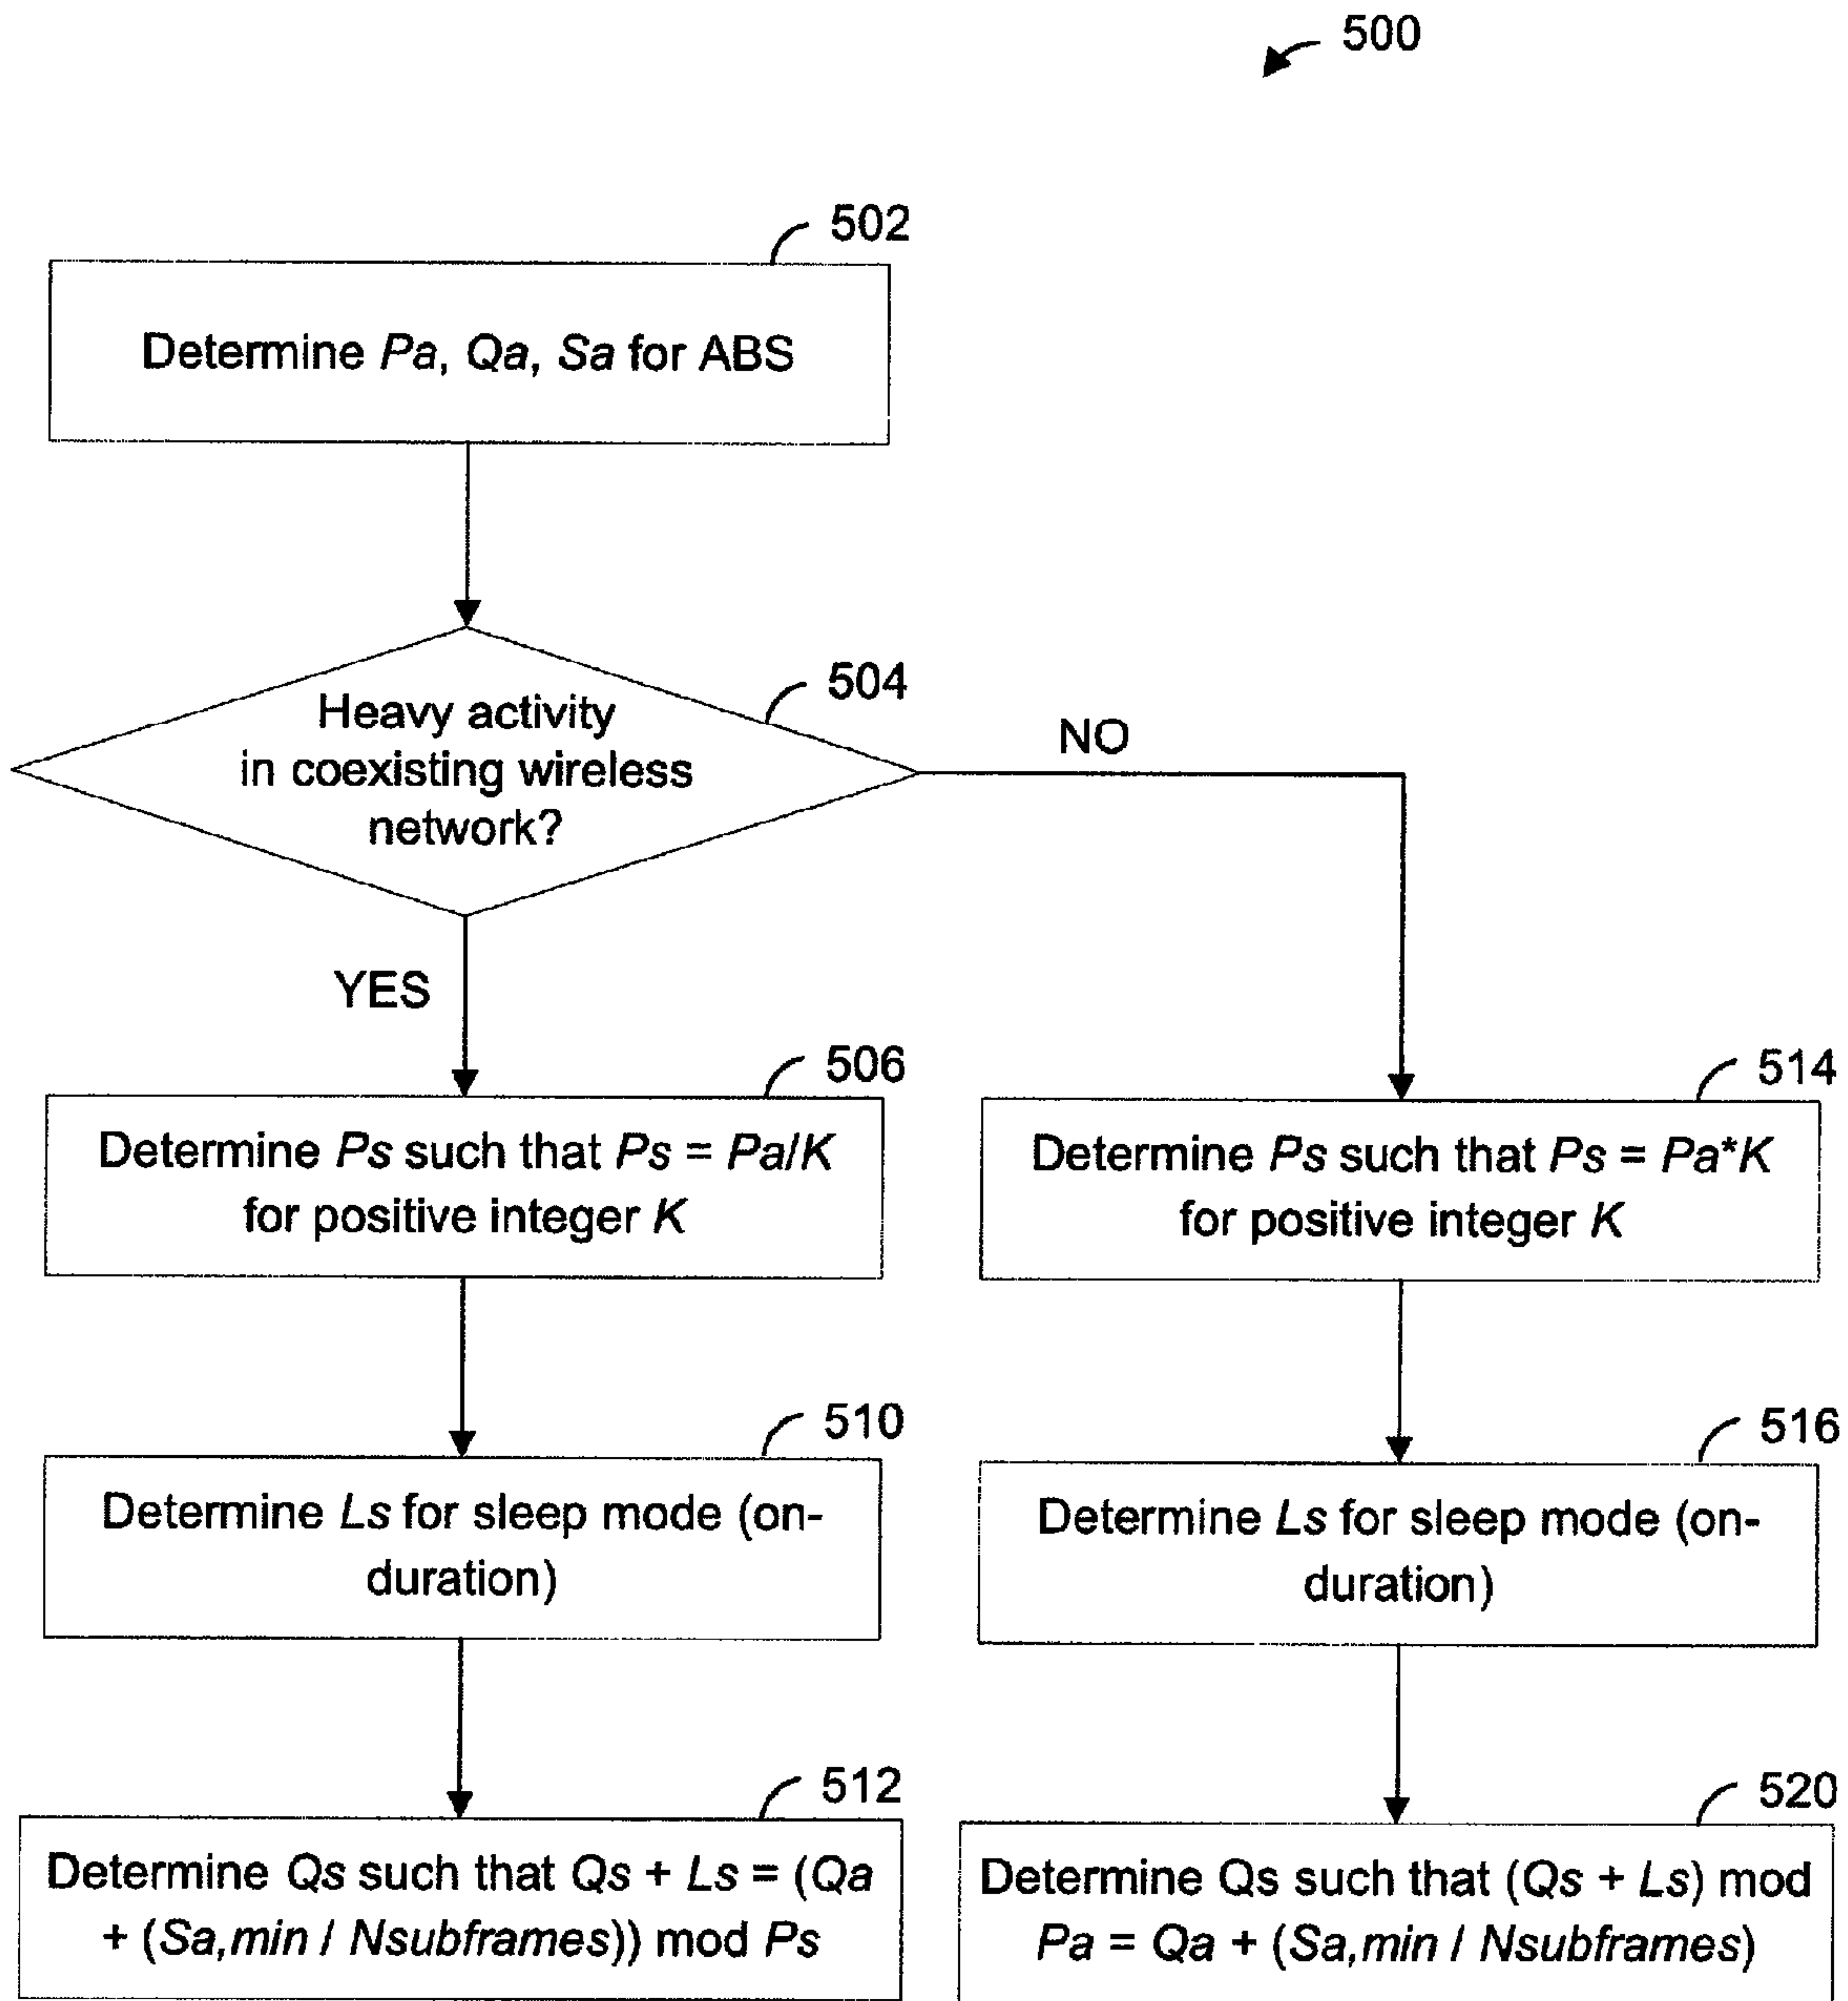 500
502
Determine Pa, Qa, Sa for ABS
504
Heavy activity
in coexisting wireless
network?
NO
YES
506
Determine Ps such that Ps = Pa/K
for positive integer K
514
Determine Ps such that Ps = Pa*K
for positive integer K
510
Determine Ls for sleep mode (on-
duration)
516
Determine Ls for sleep mode (on-
duration)
512
Determine Qs such that Qs + Ls = (Qa
+ (Sa,min / Nsubframes)) mod Ps
520
Determine Qs such that (Qs + Ls) mod
Pa = Qa + (Sa,min / Nsubframes)